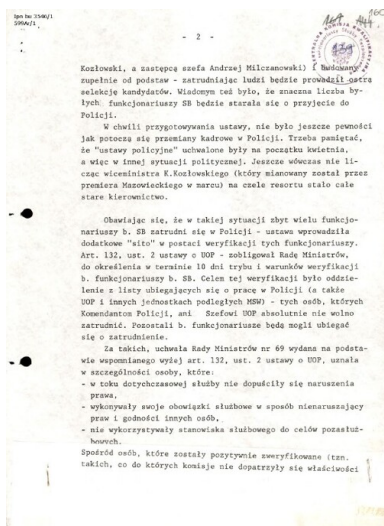 Ipn bu 3546/1
- 2 -
Kozłowski, a zastępcą szefa Andrzej Milczanowski) i budowany
zupełnie od podstaw - zatrudniając ludzi będzie prowadził ostrą
selekcję kandydatów. Wiadomym też było, że znaczna liczba by-
łych funkcjonariuszy SB będzie starała się o przyjęcie do
Policji.
W chwili przygotowywania ustawy, nie było jeszcze pewności
jak potoczą się przemiany kadrowe w Policji. Trzeba pamiętać,
że "ustawy policyjne" uchwalone były na początku kwietnia,
a więc w innej sytuacji politycznej. Jeszcze wówczas nie li-
cząc wiceministra K.Kozłowskiego (który mianowany został przez
premiera Mazowieckiego w marcu) na czele resortu stało całe
stare kierownictwo.
Obawiając się, że w takiej sytuacji zbyt wielu funkcjo-
nariuszy b. SB zatrudni się w Policji - ustawa wprowadziła
dodatkowe "sito" w postaci weryfikacji tych funkcjonariuszy.
Art. 132, ust. 2 ustawy o UOP - zobligował Radę Ministrów,
do określenia w terminie 10 dni trybu i warunków weryfikacji
b. funkcjonariuszy b. SB. Celem tej weryfikacji było oddzie-
lenie z listy ubiegających się o pracę w Policji (a także
UOP i innych jednostkach podległych MSW) - tych osób, których
Komendantom Policji, ani Szefowi UOP absolutnie nie wolno
zatrudnić. Pozostali b. funkcjonariusze będą mogli ubiegać
się o zatrudnienie.
Za takich, uchwała Rady Ministrów nr 69 wydana na podsta-
wie wspomnianego wyżej art. 132, ust. 2 ustawy o UOP, uznała
w szczególności osoby, które:
- w toku dotychczasowej służby nie dopuściły się naruszenia
prawa,
- wykonywały swoje obowiązki służbowe w sposób nienaruszający
praw i godności innych osób,
- nie wykorzystywały stanowiska służbowego do celów pozasłuż-
bowych.
Spośród osób, które zostały pozytywnie zweryfikowane (tzn.
takich, co do których komisje nie dopatrzyły się właściwości